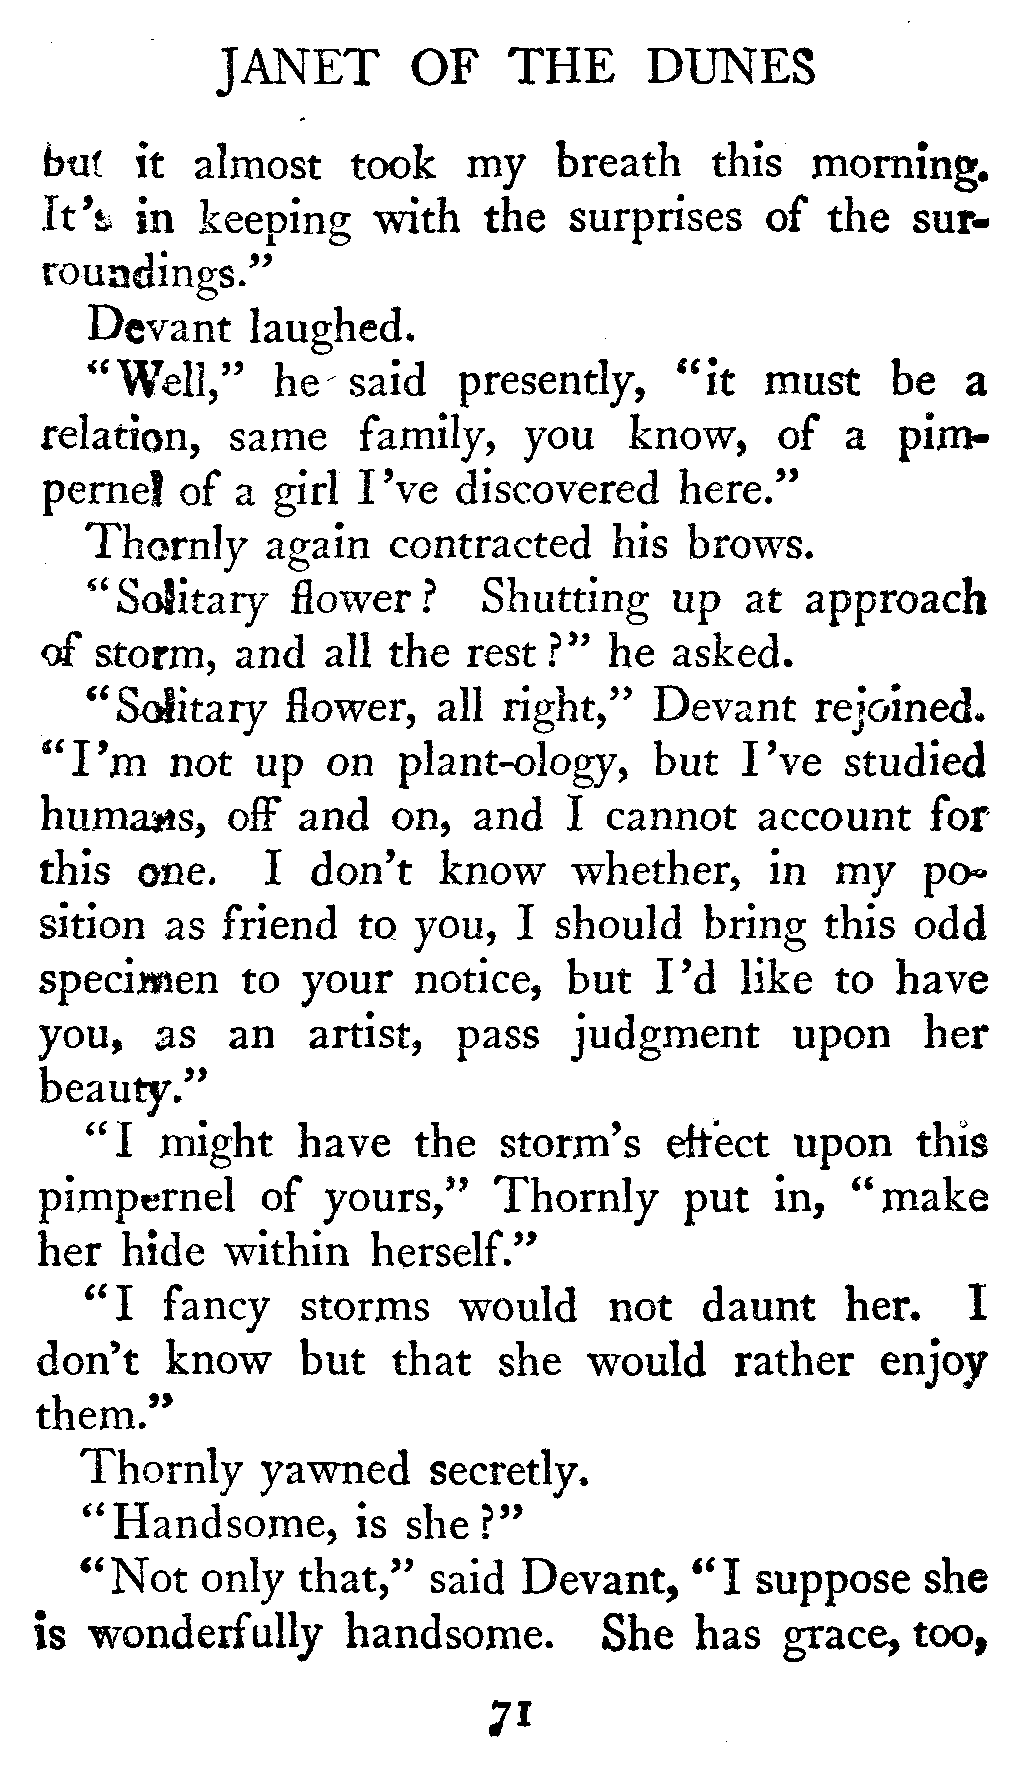 JANET OF THE DUNES
but it almost took my breath this morning.
It's in keeping with the surprises of the sur-
roundings."
Devant laughed.
"Well," he said presently, "it must be a
relation, same family, you know, of a pim-
pernel of a girl I've discovered here."
Thornly again contracted his brows.
"Solitary flower? Shutting up at approach
of storm, and all the rest?" he asked.
"Solitary flower, all right," Devant rejoined.
"I'm not up on plant-ology, but I've studied
humans, off and on, and I cannot account for
this one. I don't know whether, in my po-
sition as friend to you, I should bring this odd
specimen to your notice, but I'd like to have
you, as an artist, pass judgment upon her
beauty."
"I might have the storm's effect upon this
pimpernel of yours," Thornly put in, "make
her hide within herself."
"I fancy storms would not daunt her. I
don't know but that she would rather enjoy
them."
Thornly yawned secretly.
"Handsome, is she?"
"Not only that," said Devant, "I suppose she
is wonderfully handsome. She has grace, too,
71